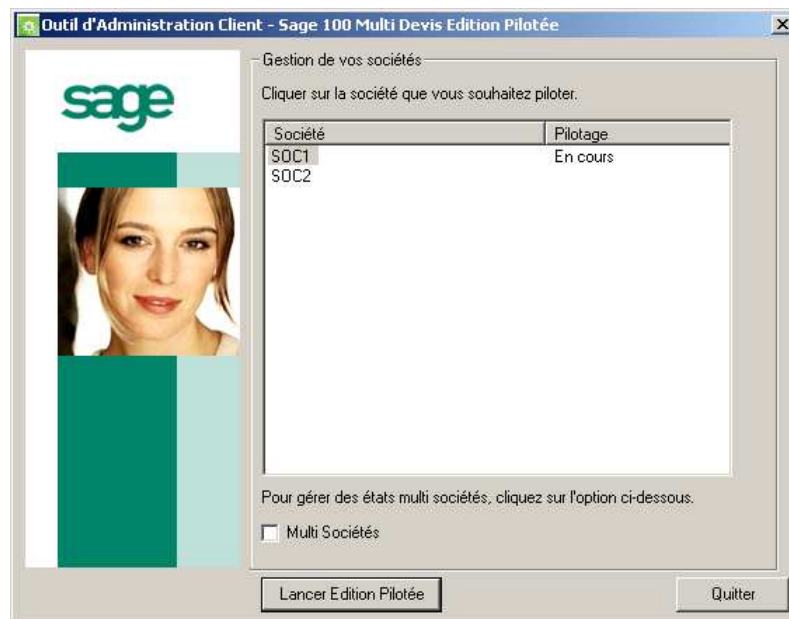 Outil d'Administration Client - Sage 100 Multi Devis Edition Pilotée
sage
Gestion de vos sociétés
Cliquer sur la société que vous souhaitez piloter.
Société Pilotage
SOC1 En cours
SOC2
Pour gérer des états multi sociétés, cliquez sur l'option ci-dessous.
Multi Sociétés
Lancer Edition Pilotée Quitter